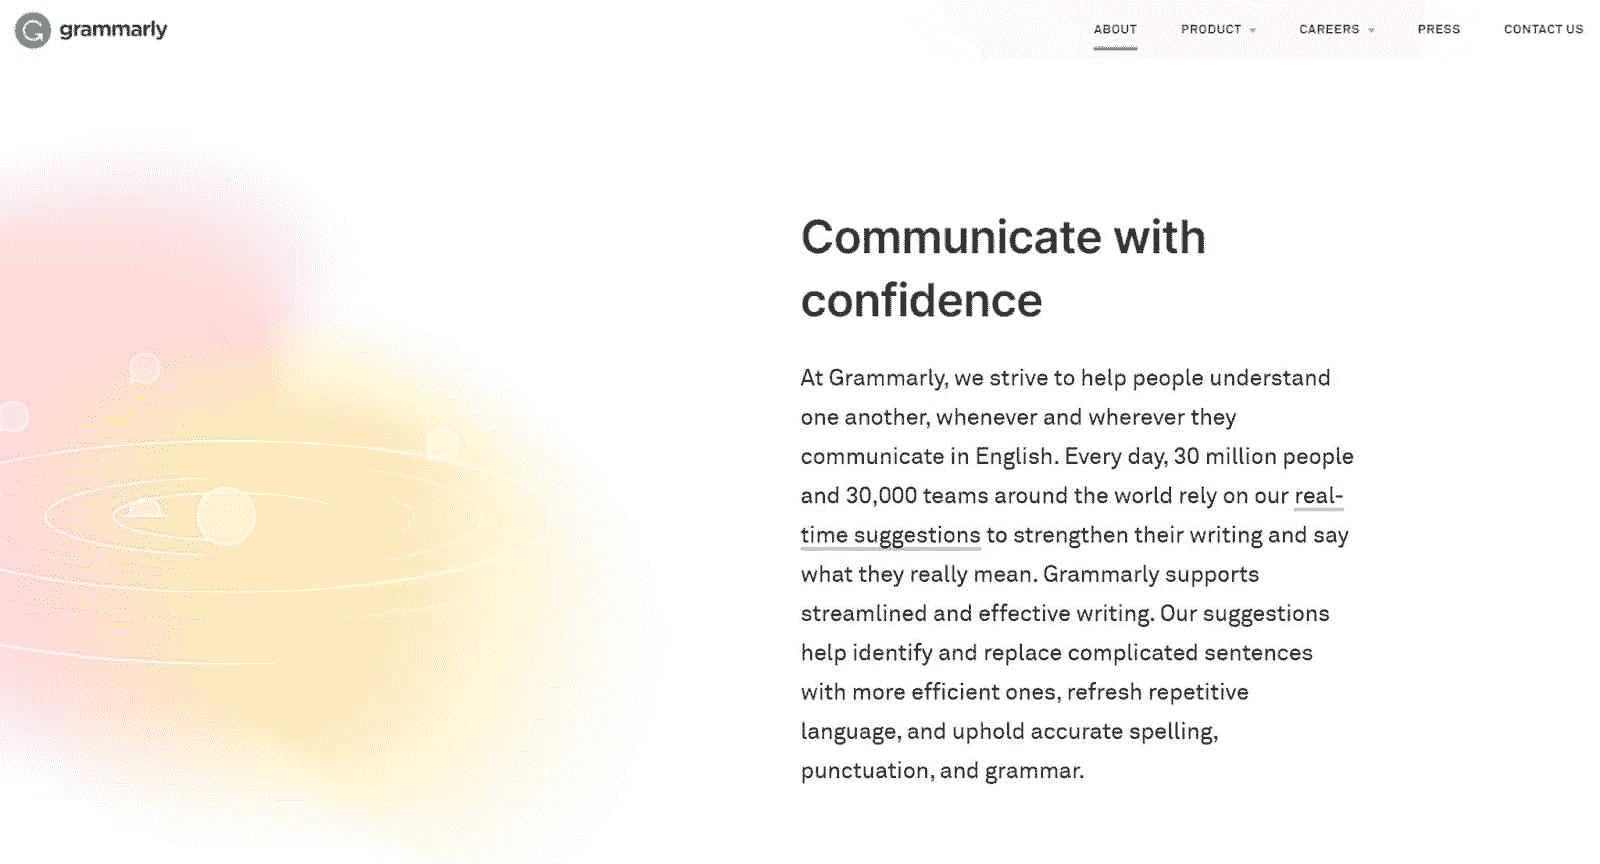 grammarly
ABOUT
PRODUCT
CAREERS
PRESS
CONTACT US
Communicate with
confidence
At Grammarly, we strive to help people understand
one another, whenever and wherever they
communicate in English. Every day, 30 million people
and 30,000 teams around the world rely on our real-
time suggestions to strengthen their writing and say
what they really mean. Grammarly supports
streamlined and effective writing. Our suggestions
help identify and replace complicated sentences
with more efficient ones, refresh repetitive
language, and uphold accurate spelling,
punctuation, and grammar.